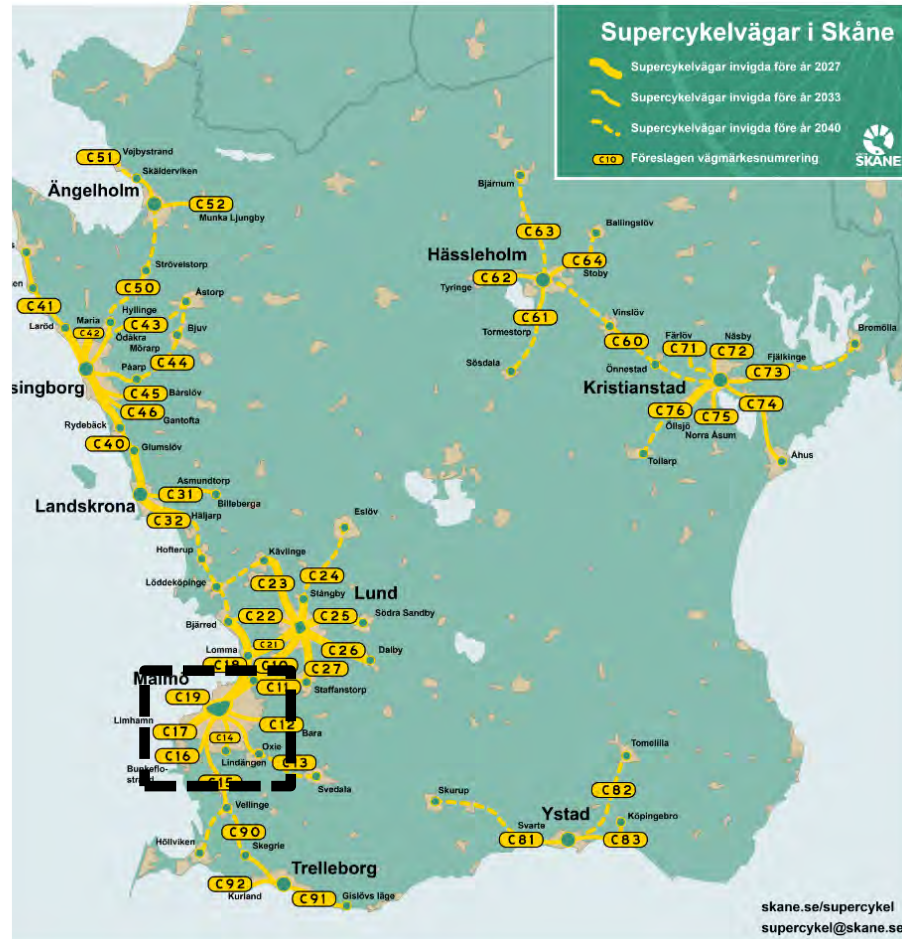 Supercykelvägar i Skåne
Supercykelvägar invigda före år 2027
Supercykelvägar invigda före år 2033
Supercykelvägar invigda före år 2040
C10 Föreslagen vägmärkesnumrering
SKÅNE
C51
Vejbystrand
Skälderviken
Ängelholm
C52
Munka Ljungby
Strövelstorp
C50
Åstorp
C41
Laröd
Maria
C42
Hyllinge
C43
Ödåkra
Mörarp
Bjuv
C44
Påarp
singborg
C45
Bårslöv
C46
Gantofta
Rydebäck
C40
Glumslöv
Landskrona
Asmundtorp
C31
Billeberga
C32
Häljarp
Hofterup
Löddeköpinge
Kävlinge
C23
Eslöv
C24
Stångby
Lund
C22
C25
Södra Sandby
Bjärred
C21
C26
Dalby
Lomma
C18
C10
C27
Staffanstorp
Malmö
C11
C19
Limhamn
C17
C12
Bara
C14
C16
Oxie
Lindängen
C13
Svedala
Bunkeflo-
C15
Vellinge
C90
Höllviken
Skegrie
Trelleborg
C92
Kurland
C91
Gislövs läge
Bjärnum
C63
Ballingslöv
Hässleholm
C64
Stoby
C62
Tyringe
C61
Tormestorp
Sösdala
Vinslöv
C60
Önnestad
Färlöv
C71
Näsby
C72
Fjälkinge
C73
Bromölla
Kristianstad
C74
C76
C75
Öllsjö
Norra Åsum
Tollarp
Åhus
Tomelilla
C82
Skurup
Ystad
Köpingebro
Svarte
C81
C83
skane.se/supercykel
supercykel@skane.se